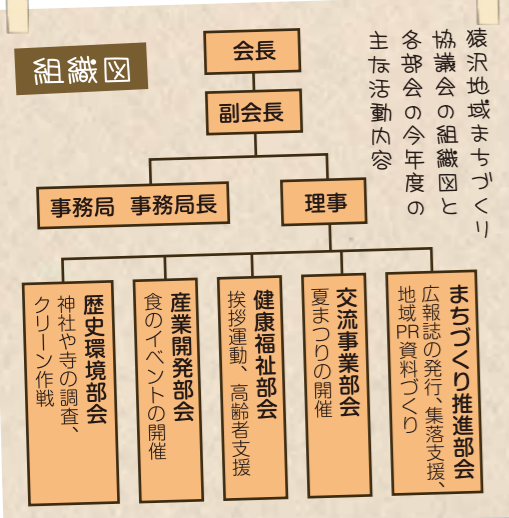 猿沢地域まちづくり
協議会の組織図と
各部会の今年度の
主な活動内容
組織図
会長
副会長
事務局 事務局長
理事
まちづくり推進部会
広報誌の発行、集落支援、
地域PR資料づくり
交流事業部会
夏まつりの開催
健康福祉部会
挨拶運動、高齢者支援
産業開発部会
食のイベントの開催
歴史環境部会
神社や寺の調査、
クリーン作戦